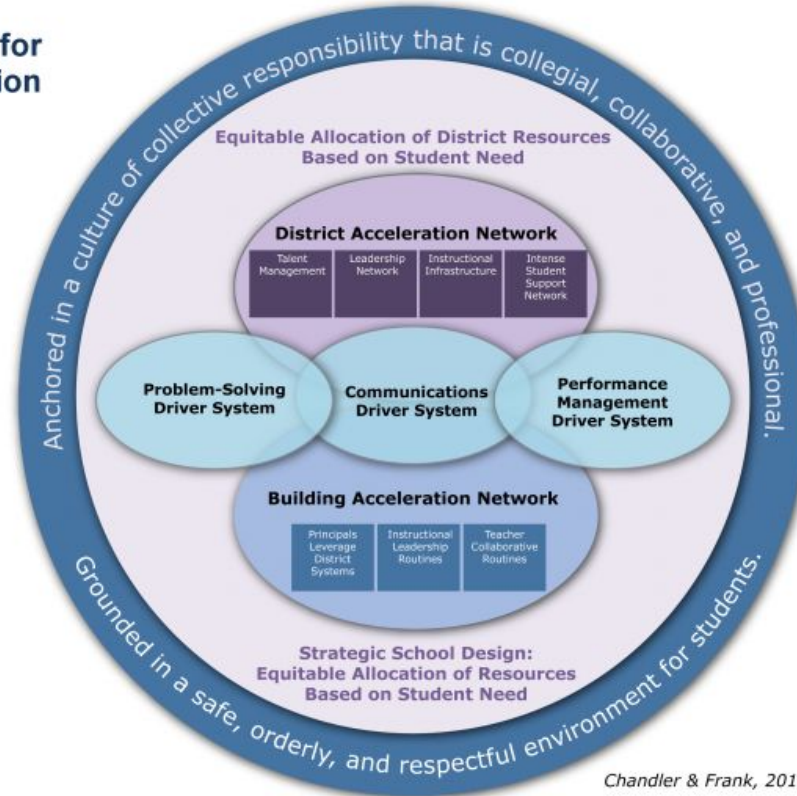 for
ion
Anchored in a culture of collective responsibility that is collegial, collaborative, and professional.
Equitable Allocation of District Resources
Based on Student Need
District Acceleration Network
Talent
Management
Leadership
Network
Instructional
Infrastructure
Intense
Student
Support
Network
Problem-Solving
Driver System
Communications
Driver System
Performance
Management
Driver System
Building Acceleration Network
Principals
Leverage
District
Systems
Instructional
Leadership
Routines
Teacher
Collaborative
Routines
Strategic School Design:
Equitable Allocation of Resources
Based on Student Need
Grounded in a safe, orderly, and respectful environment for students.
Chandler & Frank, 201